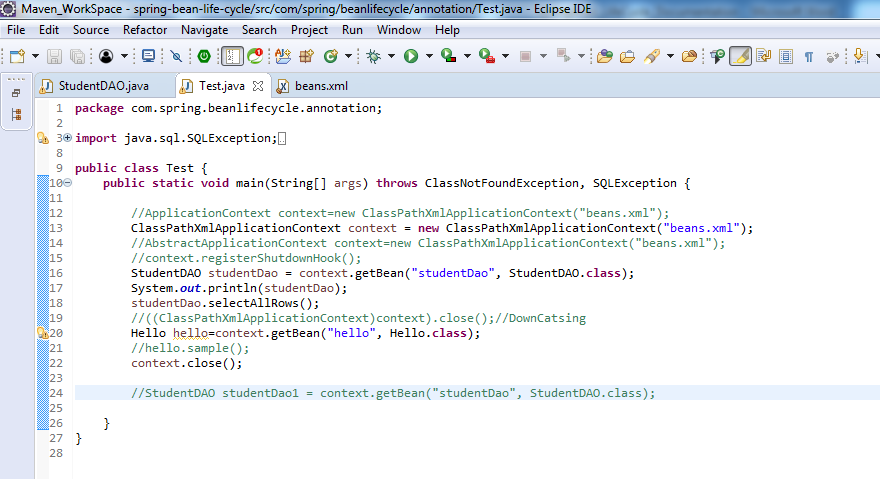 Maven_WorkSpace - spring-bean-life-cycle/src/com/spring/beanlifecycle/annotation/Test.java - Eclipse IDE
File Edit Source Refactor Navigate Search Project Run Window Help
StudentDAO.java Test.java beans.xml
1 package com.spring.beanlifecycle.annotation;
2
3 import java.sql.SQLException;
8
9 public class Test {
10 public static void main(String[] args) throws ClassNotFoundException, SQLException {
11
12 //ApplicationContext context=new ClassPathXmlApplicationContext("beans.xml");
13 ClassPathXmlApplicationContext context = new ClassPathXmlApplicationContext("beans.xml");
14 //AbstractApplicationContext context=new ClassPathXmlApplicationContext("beans.xml");
15 //context.registerShutdownHook();
16 StudentDAO studentDao = context.getBean("studentDao", StudentDAO.class);
17 System.out.println(studentDao);
18 studentDao.selectAllRows();
19 //((ClassPathXmlApplicationContext)context).close();//DownCatsing
20 Hello hello=context.getBean("hello", Hello.class);
21 //hello.sample();
22 context.close();
23
24 //StudentDAO studentDao1 = context.getBean("studentDao", StudentDAO.class);
25
26 }
27 }
28